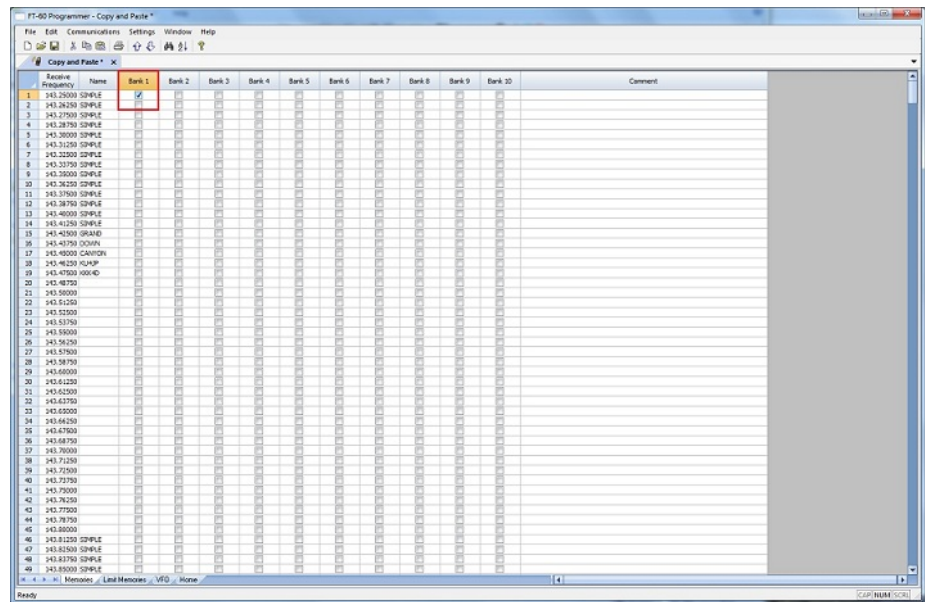 FT-60 Programmer - Copy and Paste *
File Edit Communications Settings Window Help
Copy and Paste * X
Receive Frequency Name Bank 1 Bank 2 Bank 3 Bank 4 Bank 5 Bank 6 Bank 7 Bank 8 Bank 9 Bank 10 Comment
1 143.25000 SIMPLE
2 143.26250 SIMPLE
3 143.27500 SIMPLE
4 143.28750 SIMPLE
5 143.30000 SIMPLE
6 143.31250 SIMPLE
7 143.32500 SIMPLE
8 143.33750 SIMPLE
9 143.35000 SIMPLE
10 143.36250 SIMPLE
11 143.37500 SIMPLE
12 143.38750 SIMPLE
13 143.40000 SIMPLE
14 143.41250 SIMPLE
15 143.42500 GRAND
16 143.43750 DOWN
17 143.45000 CANYON
18 143.46250
19 143.47500
20 143.48750
21 143.50000
22 143.51250
23 143.52500
24 143.53750
25 143.55000
26 143.56250
27 143.57500
28 143.58750
29 143.60000
30 143.61250
31 143.62500
32 143.63750
33 143.65000
34 143.66250
35 143.67500
36 143.68750
37 143.70000
38 143.71250
39 143.72500
40 143.73750
41 143.75000
42 143.76250
43 143.77500
44 143.78750
45 143.80000
46 143.81250 SIMPLE
47 143.82500 SIMPLE
48 143.83750 SIMPLE
49 143.85000 SIMPLE
Memories Limit Memories VFO Home
Ready CAP NUM SCRL